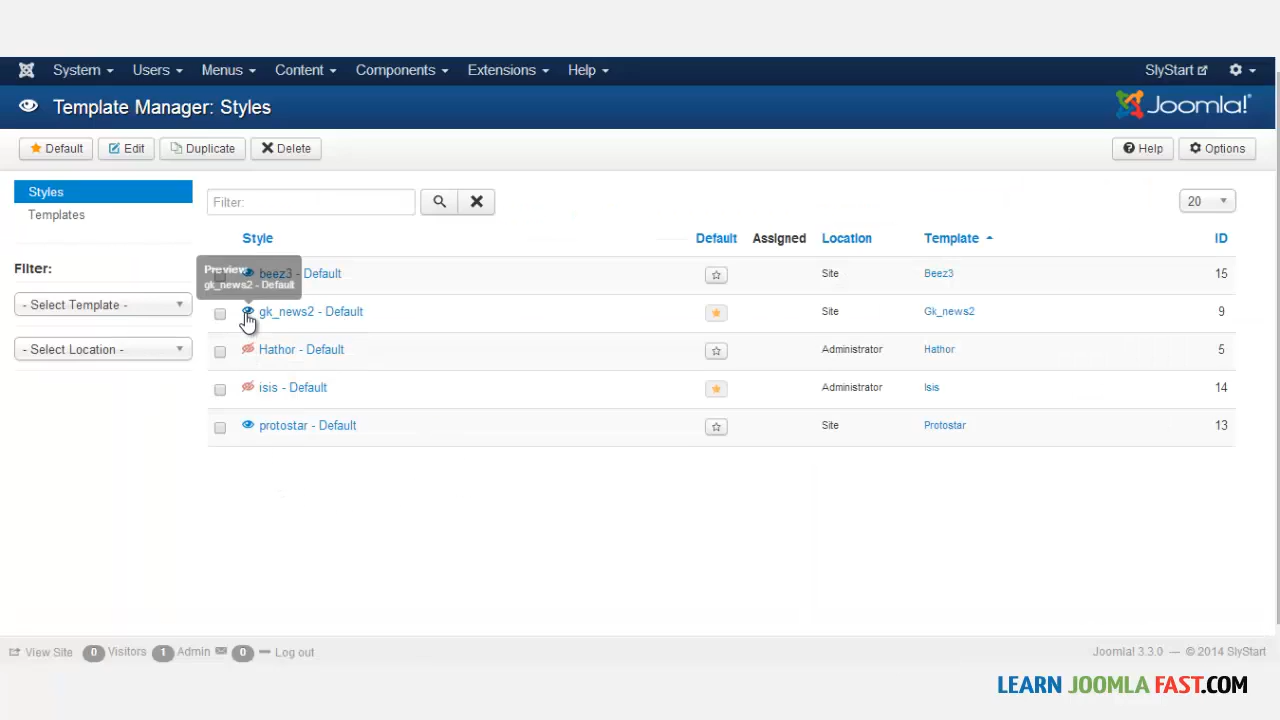 System Users Menus Content Components Extensions Help SlyStart
Template Manager: Styles Joomla!®
Default Edit Duplicate Delete Help Options
Styles
Templates
Filter:
- Select Template -
- Select Location -
Filter: 20
Style Default Assigned Location Template ID
Preview
gk_news2 - Default
beez3 - Default Site Beez3 15
gk_news2 - Default Site Gk_news2 9
Hathor - Default Administrator Hathor 5
isis - Default Administrator Isis 14
protostar - Default Site Protostar 13
View Site 0 Visitors 1 Admin 0 Log out Joomla! 3.3.0 — © 2014 SlyStart
LEARN JOOMLA FAST.COM